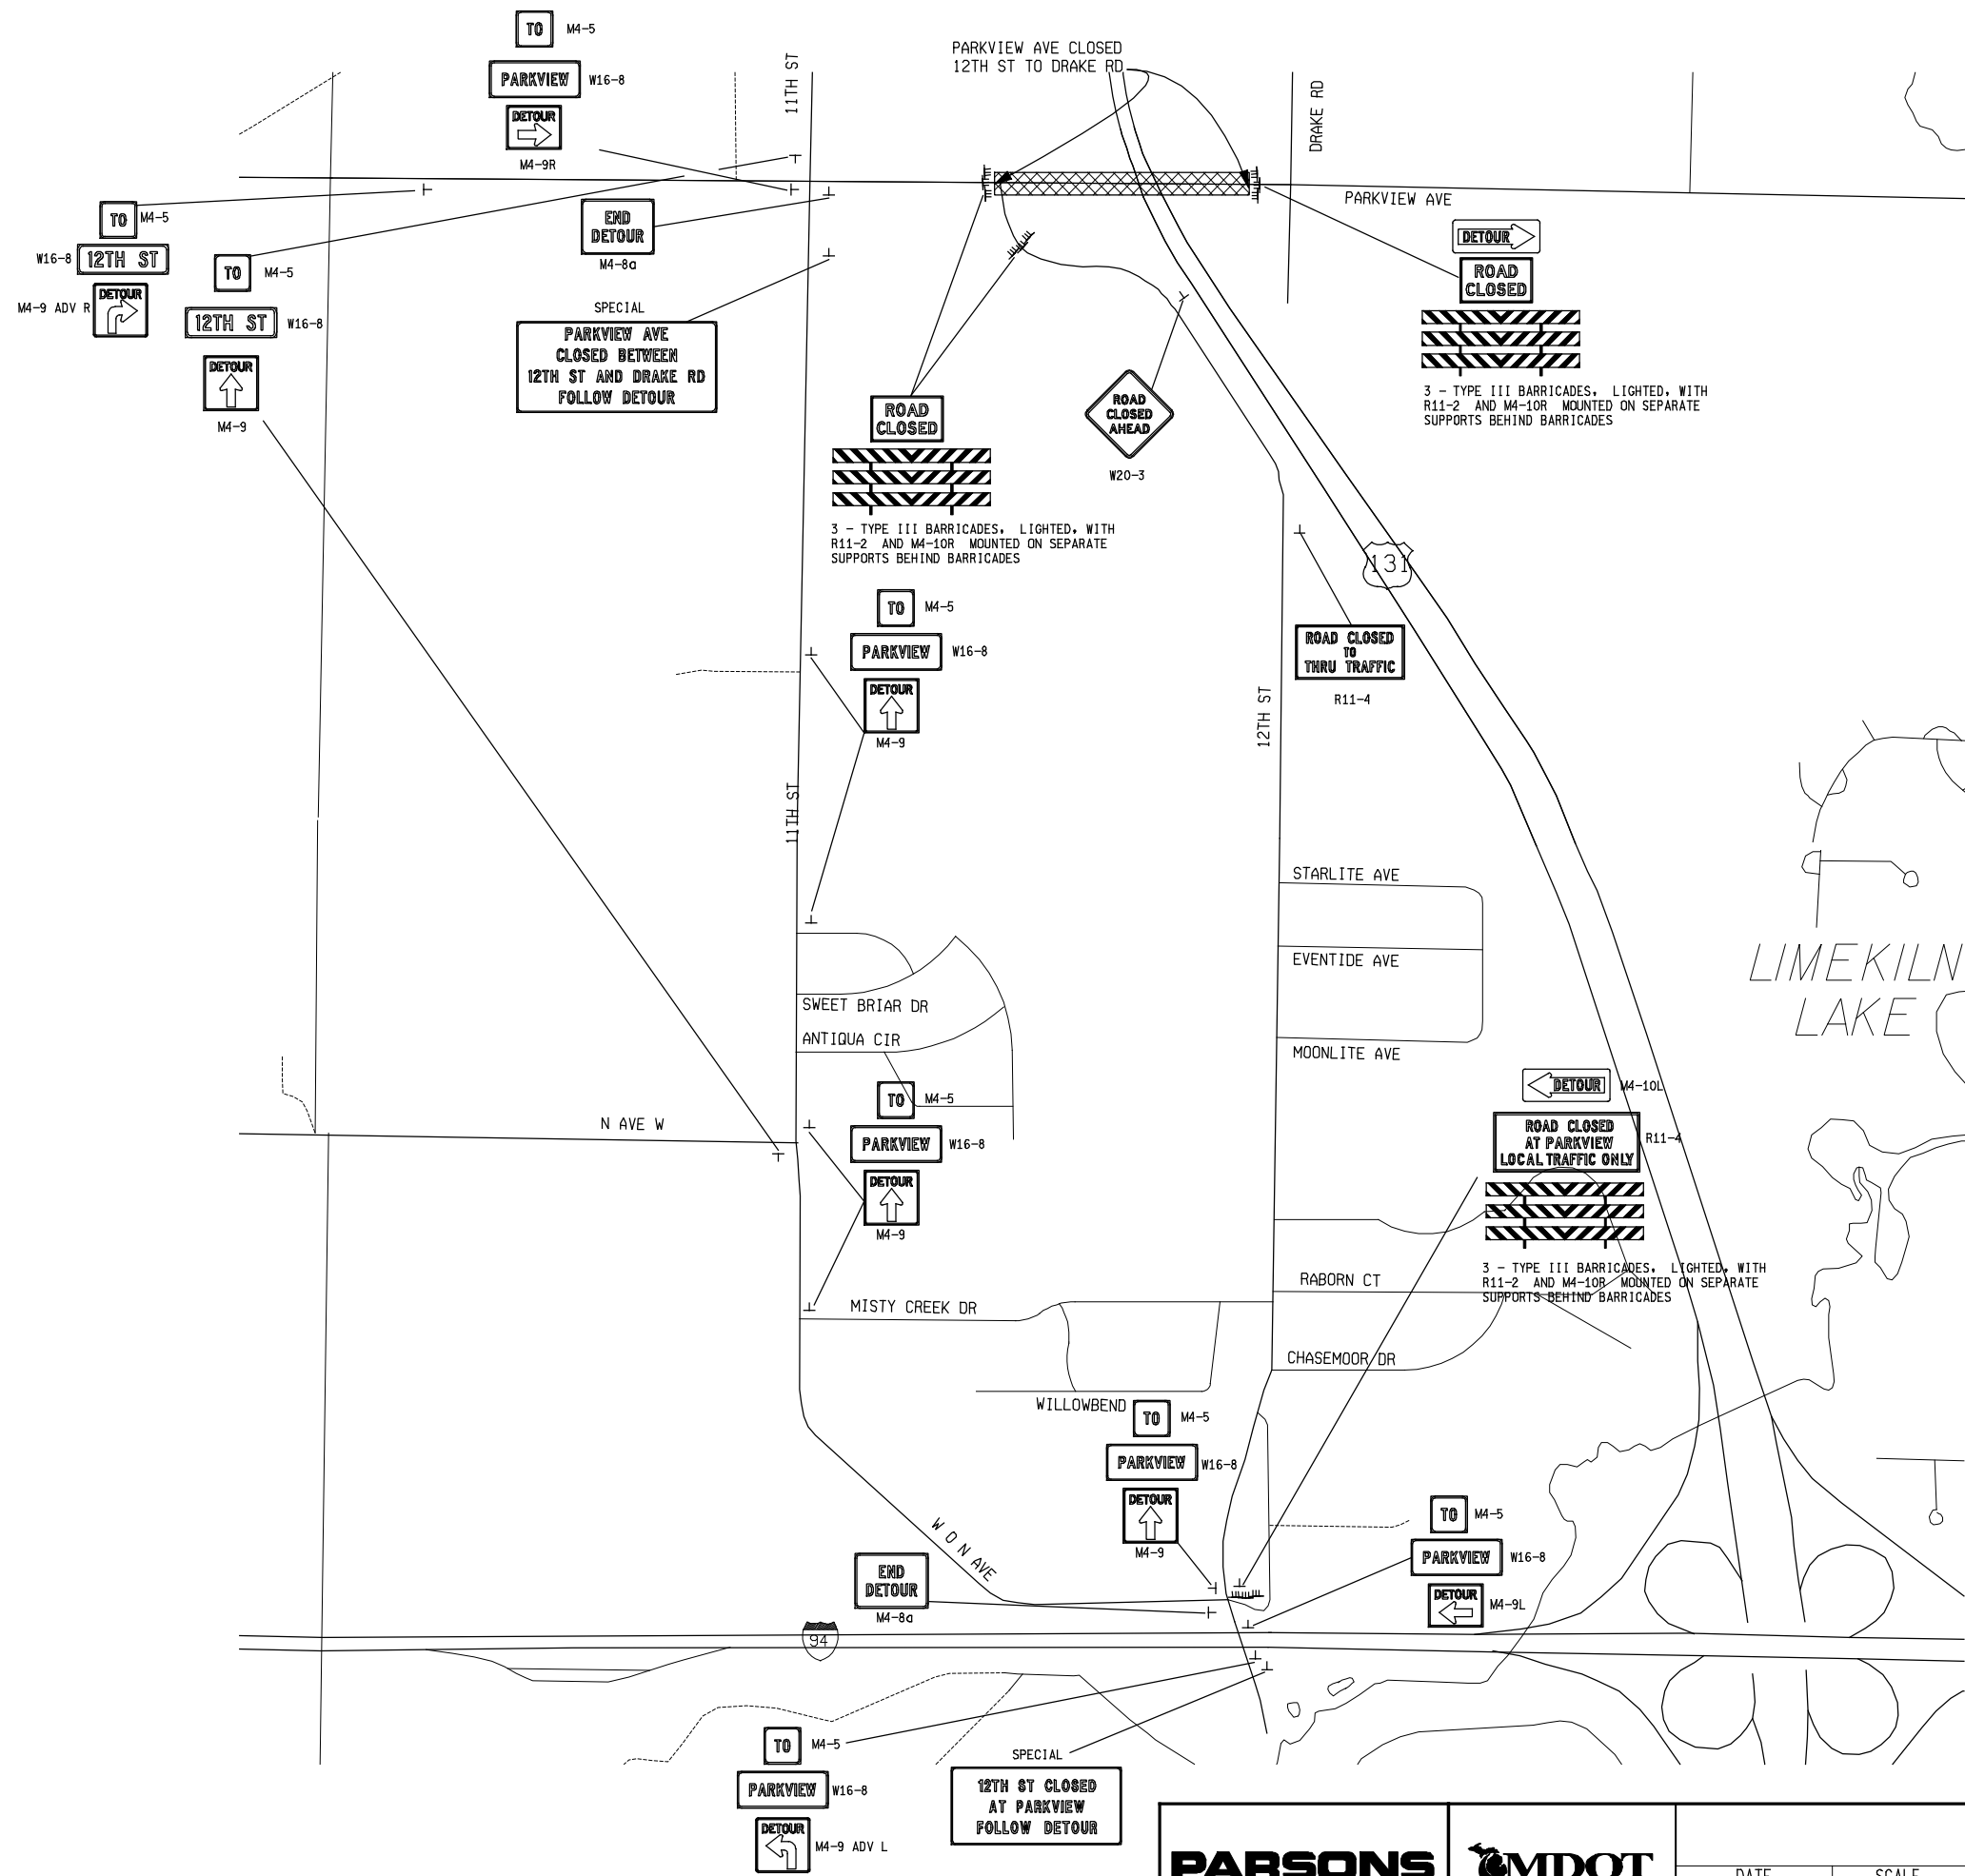 TO M4-5
PARKVIEW W16-8
DETOUR
M4-9R
11TH ST
PARKVIEW AVE CLOSED
12TH ST TO DRAKE RD
DRAKE RD
PARKVIEW AVE
TO M4-5
W16-8 12TH ST
M4-9 ADV R DETOUR
TO M4-5
12TH ST W16-8
DETOUR
M4-9
END
DETOUR
M4-8a
SPECIAL
PARKVIEW AVE
CLOSED BETWEEN
12TH ST AND DRAKE RD
FOLLOW DETOUR
ROAD
CLOSED
3 - TYPE III BARRICADES, LIGHTED, WITH
R11-2 AND M4-10R MOUNTED ON SEPARATE
SUPPORTS BEHIND BARRICADES
ROAD
CLOSED
AHEAD
W20-3
DETOUR
ROAD
CLOSED
3 - TYPE III BARRICADES, LIGHTED, WITH
R11-2 AND M4-10R MOUNTED ON SEPARATE
SUPPORTS BEHIND BARRICADES
131
ROAD CLOSED
TO
THRU TRAFFIC
R11-4
TO M4-5
PARKVIEW W16-8
DETOUR
M4-9
12TH ST
11TH ST
STARLITE AVE
EVENTIDE AVE
MOONLITE AVE
LIMEKILN
LAKE
SWEET BRIAR DR
ANTIQUA CIR
N AVE W
TO M4-5
PARKVIEW W16-8
DETOUR
M4-9
DETOUR M4-10L
ROAD CLOSED
AT PARKVIEW
LOCAL TRAFFIC ONLY
R11-4
3 - TYPE III BARRICADES, LIGHTED, WITH
R11-2 AND M4-10R MOUNTED ON SEPARATE
SUPPORTS BEHIND BARRICADES
RABORN CT
MISTY CREEK DR
CHASEMOOR DR
WILLOWBEND
TO M4-5
PARKVIEW W16-8
DETOUR
M4-9
W O N AVE
END
DETOUR
M4-8a
TO M4-5
PARKVIEW W16-8
DETOUR M4-9L
94
TO M4-5
PARKVIEW W16-8
DETOUR M4-9 ADV L
SPECIAL
12TH ST CLOSED
AT PARKVIEW
FOLLOW DETOUR
PARSONS
MDOT
DATE
SCALE